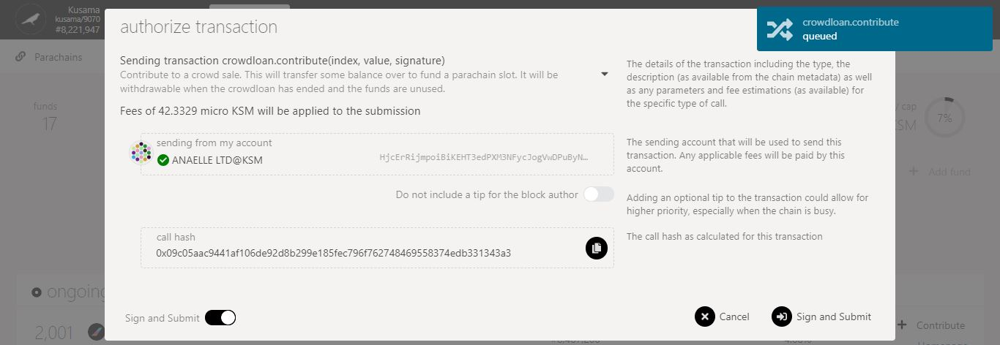 Kusama
kusama/9070
#8,221,947
crowdloan.contribute
queued
authorize transaction
Parachains
Sending transaction crowdloan.contribute(index, value, signature)
Contribute to a crowd sale. This will transfer some balance over to fund a parachain slot. It will be
withdrawable when the crowdloan has ended and the funds are unused.
The details of the transaction including the type, the
description (as available from the chain metadata) as well
as any parameters and fee estimations (as available) for
the specific type of call.
Fees of 42.3329 micro KSM will be applied to the submission
funds
17
/ cap
KSM
7%
sending from my account
ANAELLE LTD@KSM
HjcErRijmpoiBiKEHT3edPXM3NFycJogVwDPuByN…
The sending account that will be used to send this
transaction. Any applicable fees will be paid by this
account.
Add fund
Do not include a tip for the block author
Adding an optional tip to the transaction could allow for
higher priority, especially when the chain is busy.
call hash
0x09c05aac9441af106de92d8b299e185fec796f762748469558374edb331343a3
The call hash as calculated for this transaction
ongoing
Sign and Submit
Cancel
Sign and Submit
2,001
Contribute